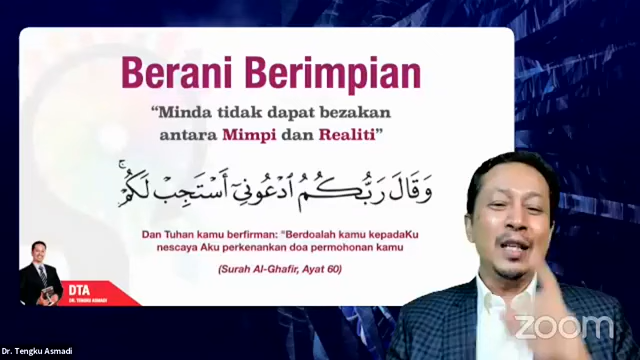 Berani Berimpian
“Minda tidak dapat bezakan
antara Mimpi dan Realiti”
وَقَالَ رَبُّكُمُ ٱدْعُونِيٓ أَسْتَجِبْ لَكُمْ ۚ
Dan Tuhan kamu berfirman: "Berdoalah kamu kepadaKu
nescaya Aku perkenankan doa permohonan kamu
(Surah Al-Ghafir, Ayat 60)
DTA
DR. TENGKU ASMADI
zoom
Dr. Tengku Asmadi